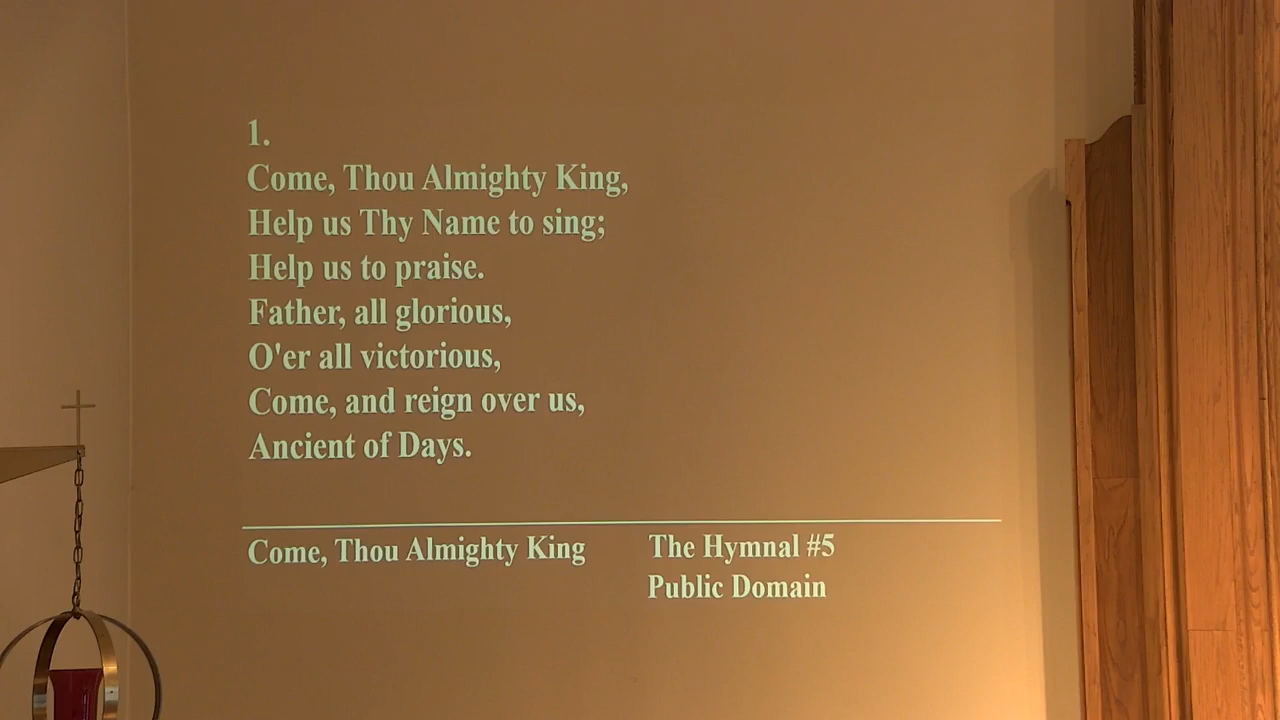 1.
Come, Thou Almighty King,
Help us Thy Name to sing;
Help us to praise.
Father, all glorious,
O'er all victorious,
Come, and reign over us,
Ancient of Days.
Come, Thou Almighty King
The Hymnal #5
Public Domain